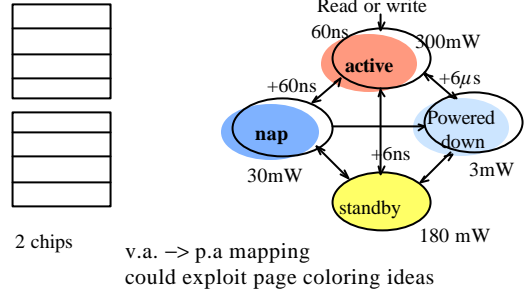 Read or write
60ns
300mW
active
+60ns
+6µs
nap
Powered
down
+6ns
30mW
3mW
standby
180 mW
2 chips
v.a. −> p.a mapping
could exploit page coloring ideas